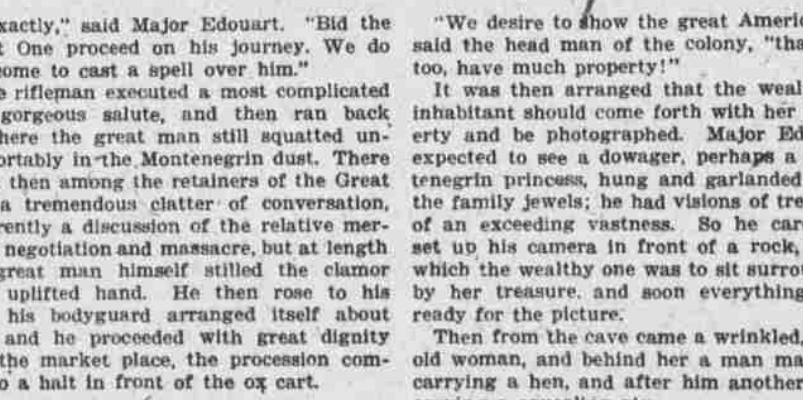 xactly," said Major Edouart. "Bid the
t One proceed on his journey. We do
come to cast a spell over him."
e rifleman executed a most complicated
gorgeous salute, and then ran back
here the great man still squatted un-
ortably in the Montenegrin dust. There
then among the retainers of the Great
a tremendous clatter of conversation,
rently a discussion of the relative mer-
negotiation and massacre, but at length
great man himself stilled the clamor
uplifted hand. He then rose to his
his bodyguard arranged itself about
and he proceeded with great dignity
the market place, the procession com-
o a halt in front of the ox cart.
"We desire to show the great Americ
said the head man of the colony, "tha
too, have much property!"
It was then arranged that the weal
inhabitant should come forth with her
erty and be photographed. Major Ed
expected to see a dowager, perhaps a
tenegrin princess, hung and garlanded
the family jewels; he had visions of tre
of an exceeding vastness. So he car
set up his camera in front of a rock,
which the wealthy one was to sit surro
by her treasure, and soon everything
ready for the picture.
Then from the cave came a wrinkled,
old woman, and behind her a man ma
carrying a hen, and after him another